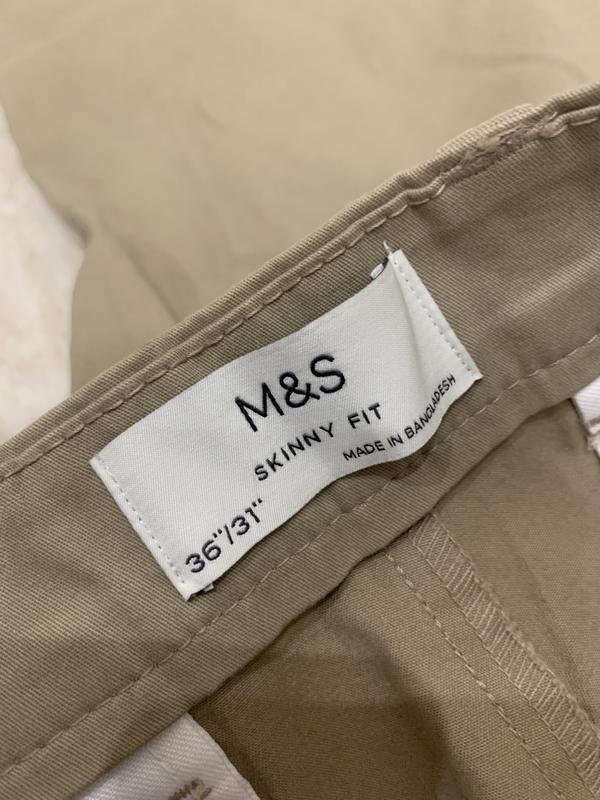 M&S
SKINNY FIT
MADE IN BANGLADESH
36"/31"